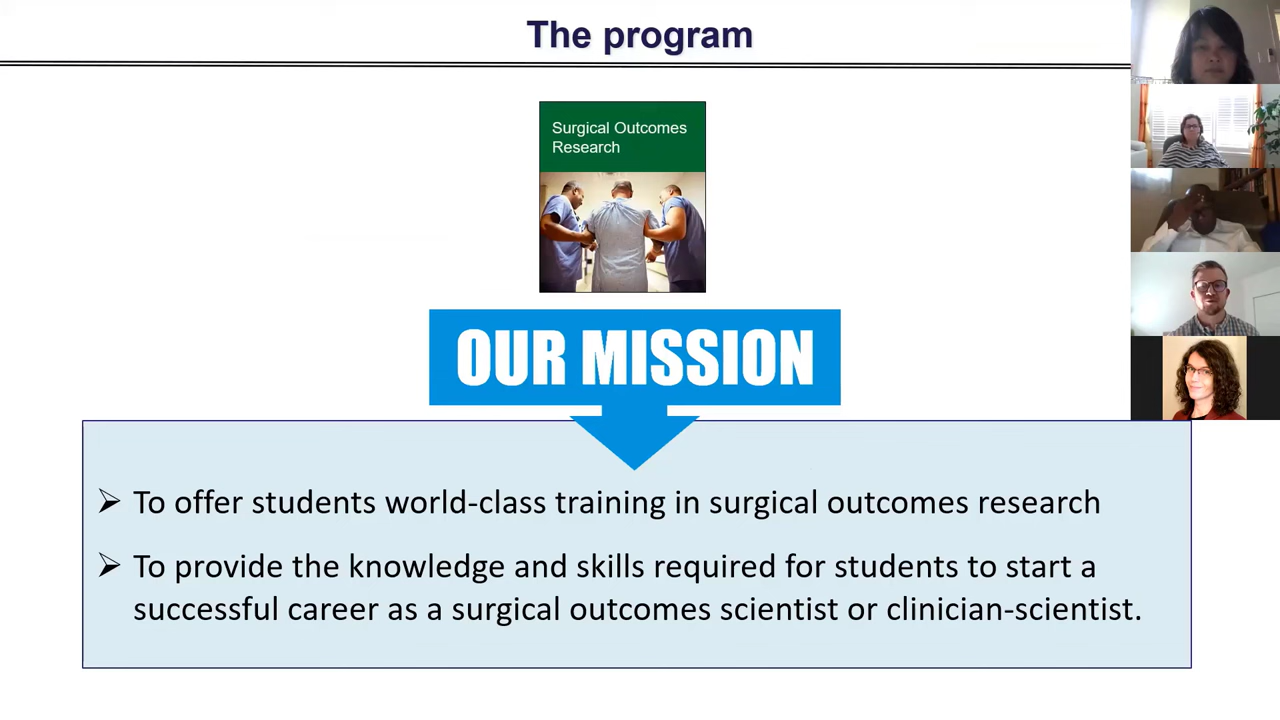 The program
Surgical Outcomes
Research
OUR MISSION
➢ To offer students world-class training in surgical outcomes research
➢ To provide the knowledge and skills required for students to start a
successful career as a surgical outcomes scientist or clinician-scientist.